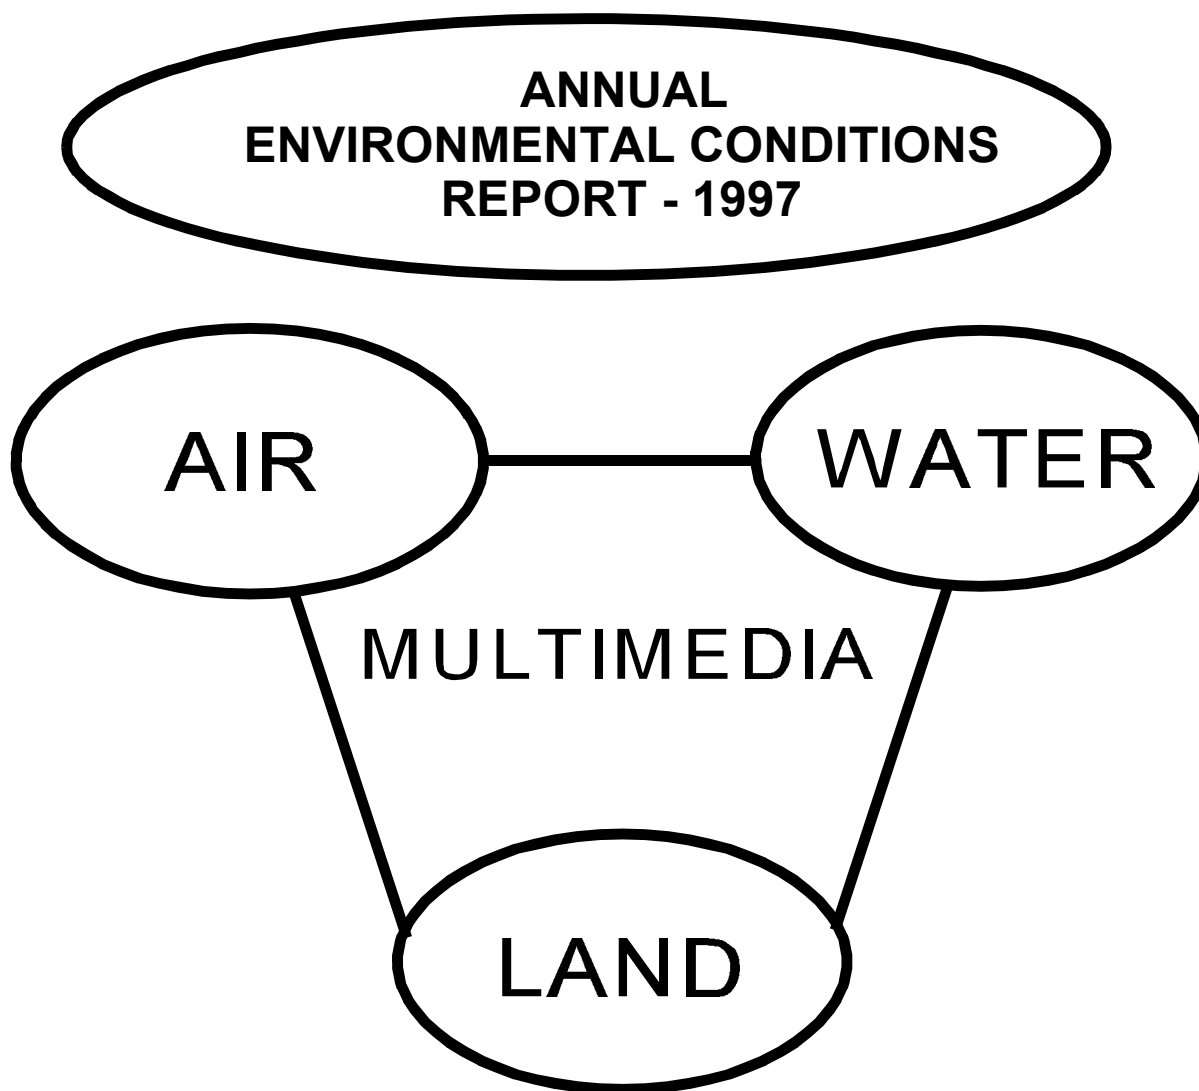 ANNUAL
ENVIRONMENTAL CONDITIONS
REPORT - 1997
AIR
WATER
MULTIMEDIA
LAND